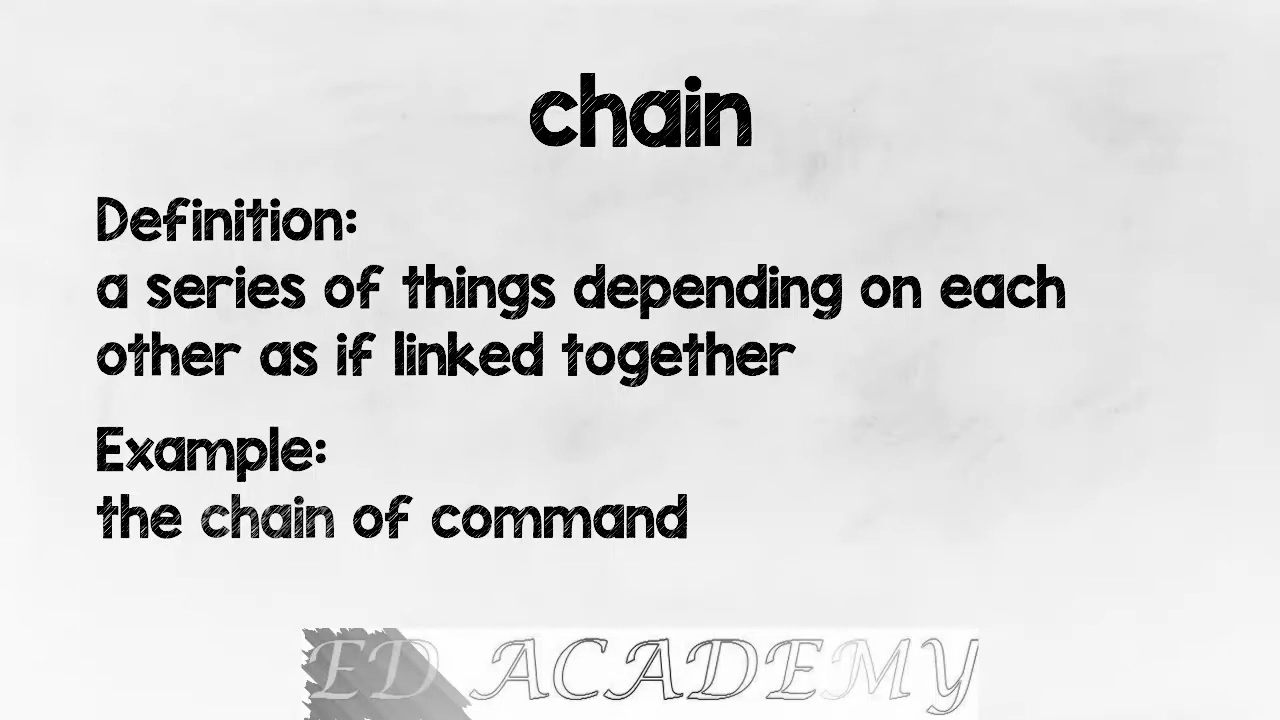 chain
Definition:
a series of things depending on each
other as if linked together
Example:
the chain of command
ED ACADEMY